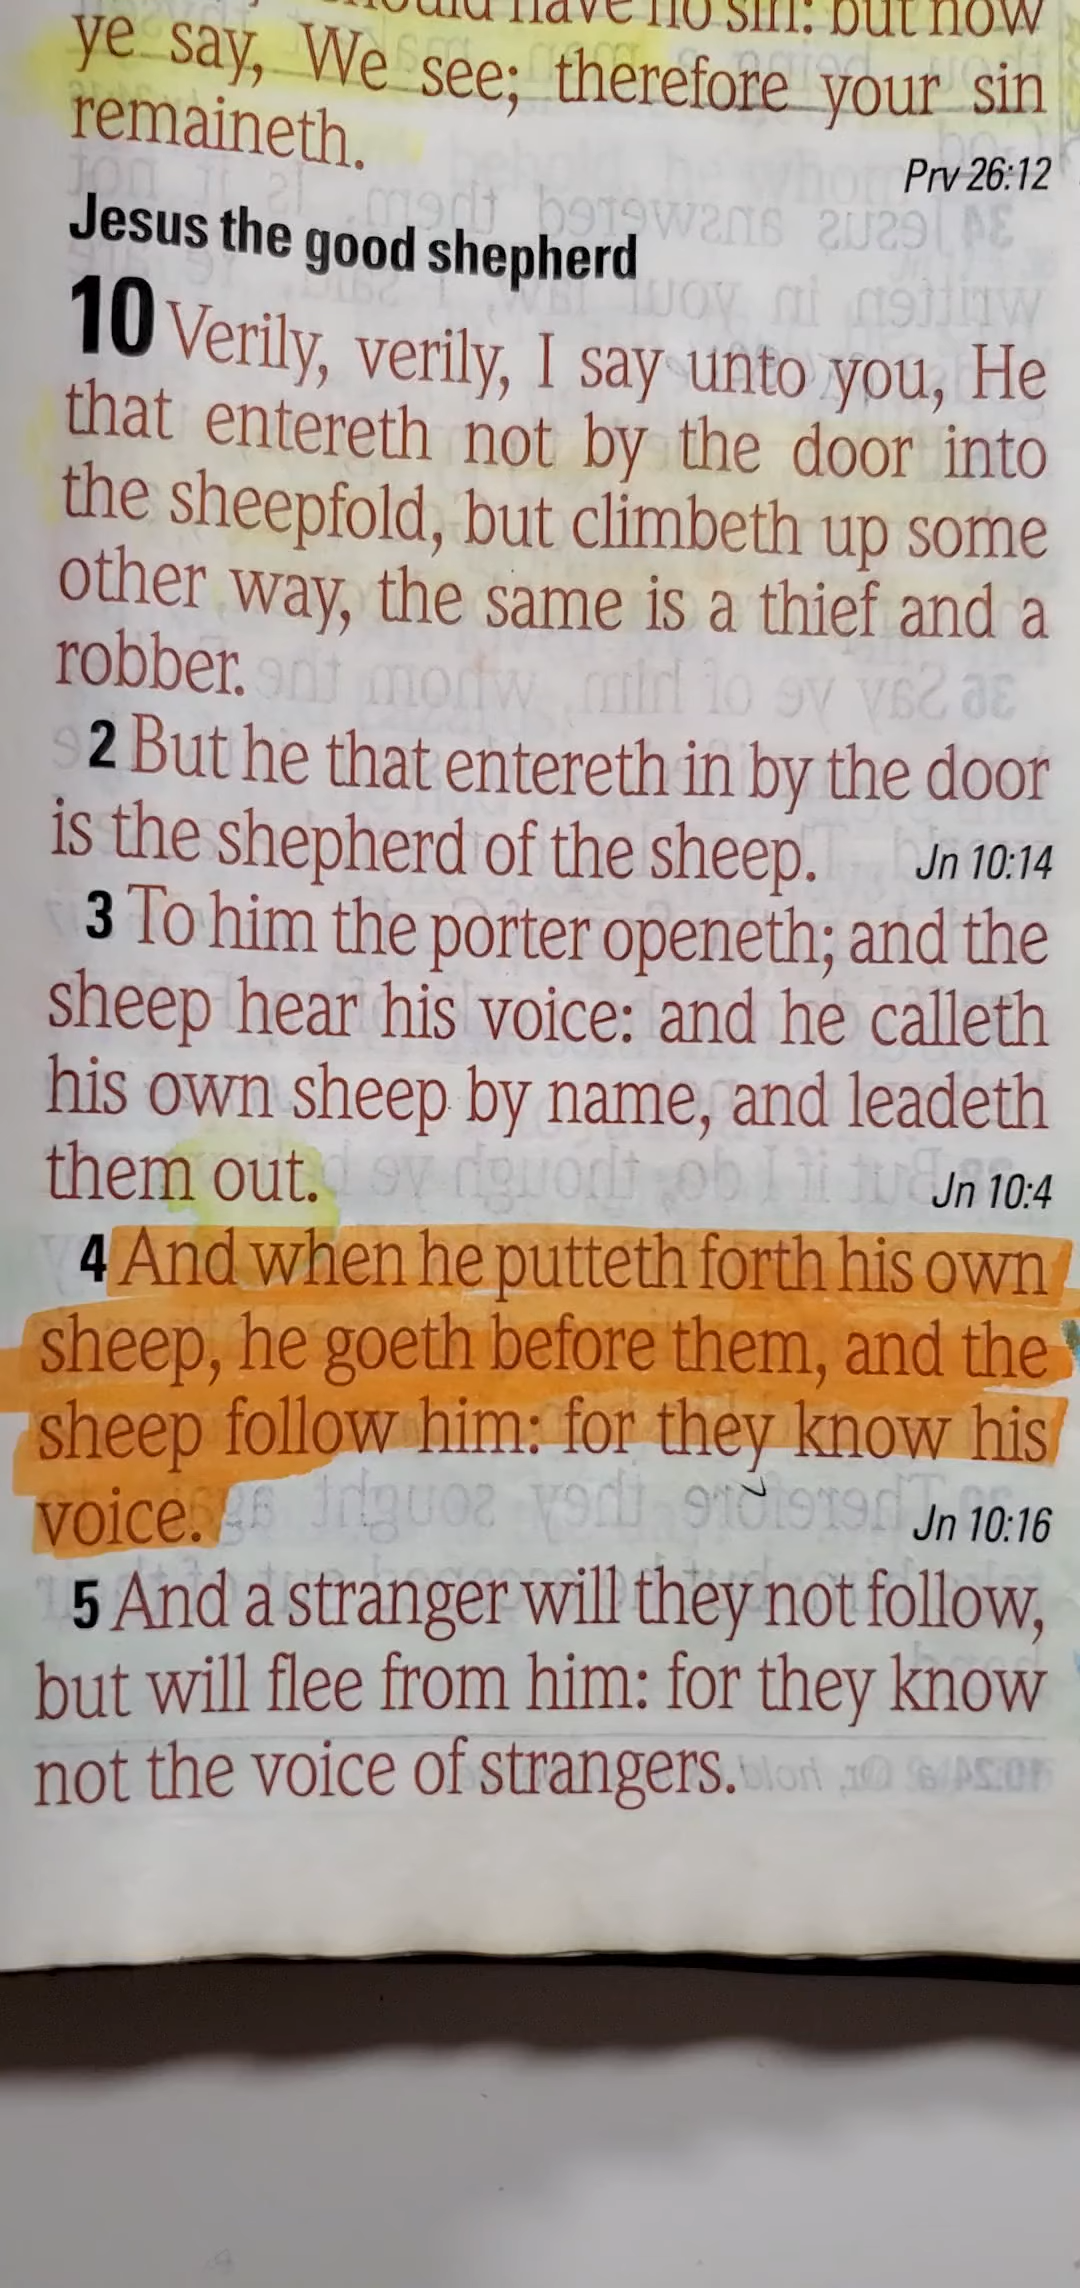 have no sin: but now
ye say, We see; therefore your sin
remaineth.
Prv 26:12
Jesus the good shepherd
10 Verily, verily, I say unto you, He
that entereth not by the door into
the sheepfold, but climbeth up some
other way, the same is a thief and a
robber.
2 But he that entereth in by the door
is the shepherd of the sheep. Jn 10:14
3 To him the porter openeth; and the
sheep hear his voice: and he calleth
his own sheep by name, and leadeth
them out. Jn 10:4
4 And when he putteth forth his own
sheep, he goeth before them, and the
sheep follow him: for they know his
voice. Jn 10:16
5 And a stranger will they not follow,
but will flee from him: for they know
not the voice of strangers.